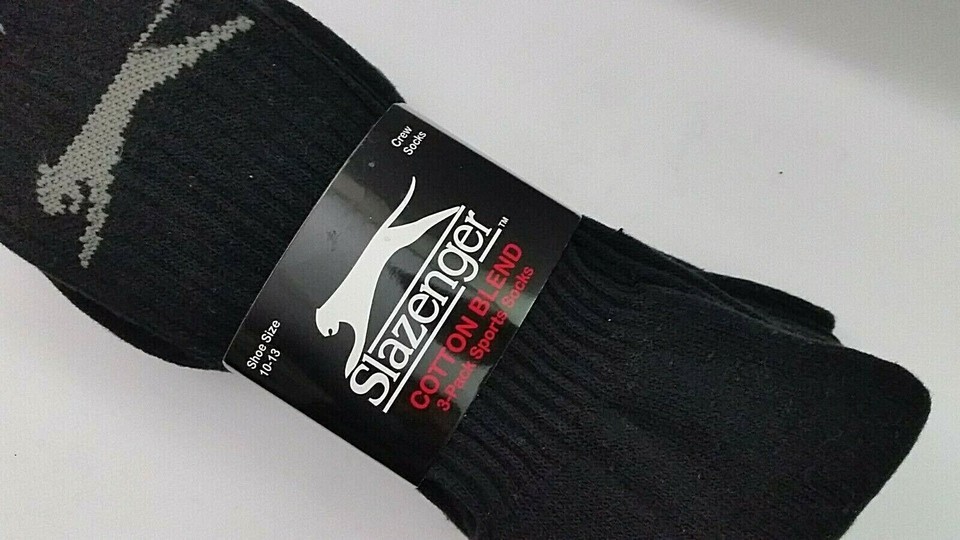 Crew
Socks
Slazenger™
COTTON BLEND
3-Pack Sports Socks
Shoe Size
10-13